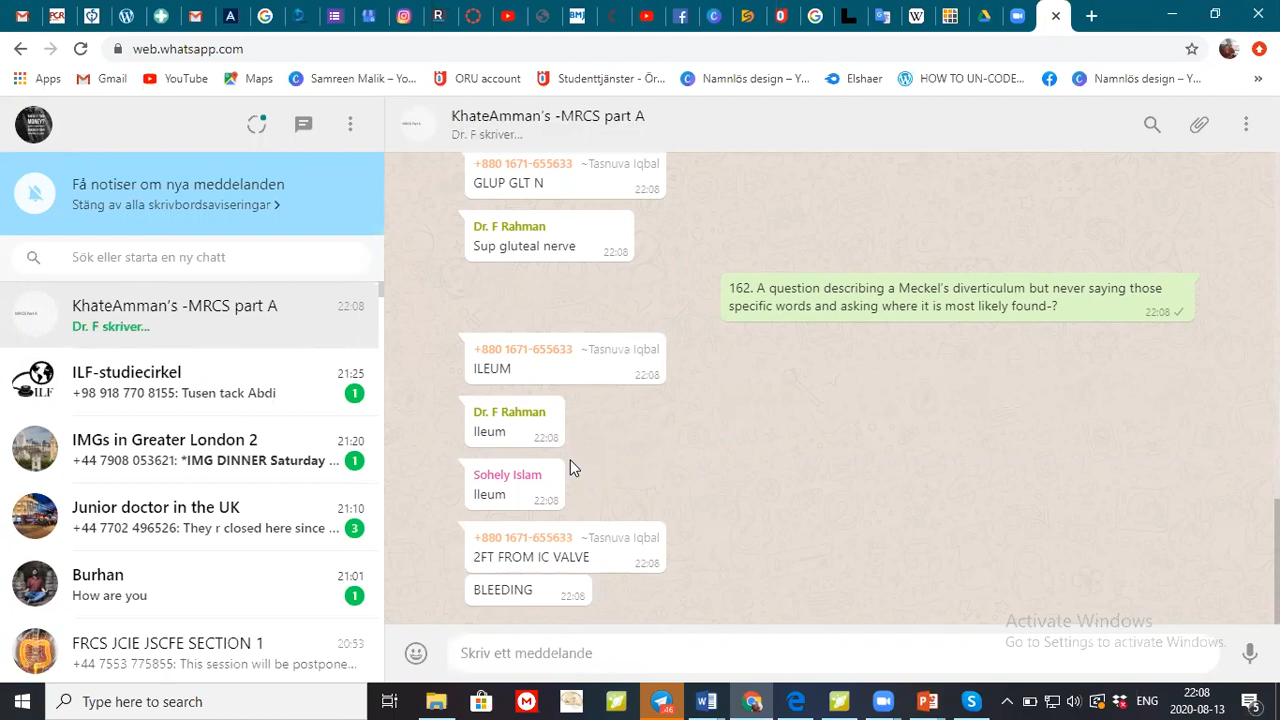 web.whatsapp.com
Apps
Gmail
YouTube
Maps
Samreen Malik – Yo...
ORU account
Studenttjänster - Ör...
Namnlös design – Y...
Elshaer
HOW TO UN-CODE...
Namnlös design – Y...
KhateAmman's -MRCS part A
Dr. F skriver...
Få notiser om nya meddelanden
Stäng av alla skrivbordsaviseringar
Sök eller starta en ny chatt
KhateAmman's -MRCS part A
22:08
Dr. F skriver...
ILF-studiecirkel
21:25
+98 918 770 8155: Tusen tack Abdi
1
IMGs in Greater London 2
21:20
+44 7908 053621: *IMG DINNER Saturday ...
1
Junior doctor in the UK
21:10
+44 7702 496526: They r closed here since ...
3
Burhan
21:01
How are you
1
FRCS JCIE JSCFE SECTION 1
20:53
+44 7553 775855: This session will be postpone...
+880 1671-655633 ~Tasnuva Iqbal
GLUP GLT N
22:08
Dr. F Rahman
Sup gluteal nerve
22:08
162. A question describing a Meckel's diverticulum but never saying those
specific words and asking where it is most likely found-?
22:08
+880 1671-655633 ~Tasnuva Iqbal
ILEUM
22:08
Dr. F Rahman
Ileum
22:08
Sohely Islam
Ileum
22:08
+880 1671-655633 ~Tasnuva Iqbal
2FT FROM IC VALVE
22:08
BLEEDING
22:08
Activate Windows
Go to Settings to activate Windows.
Skriv ett meddelande
Type here to search
ENG
22:08
2020-08-13